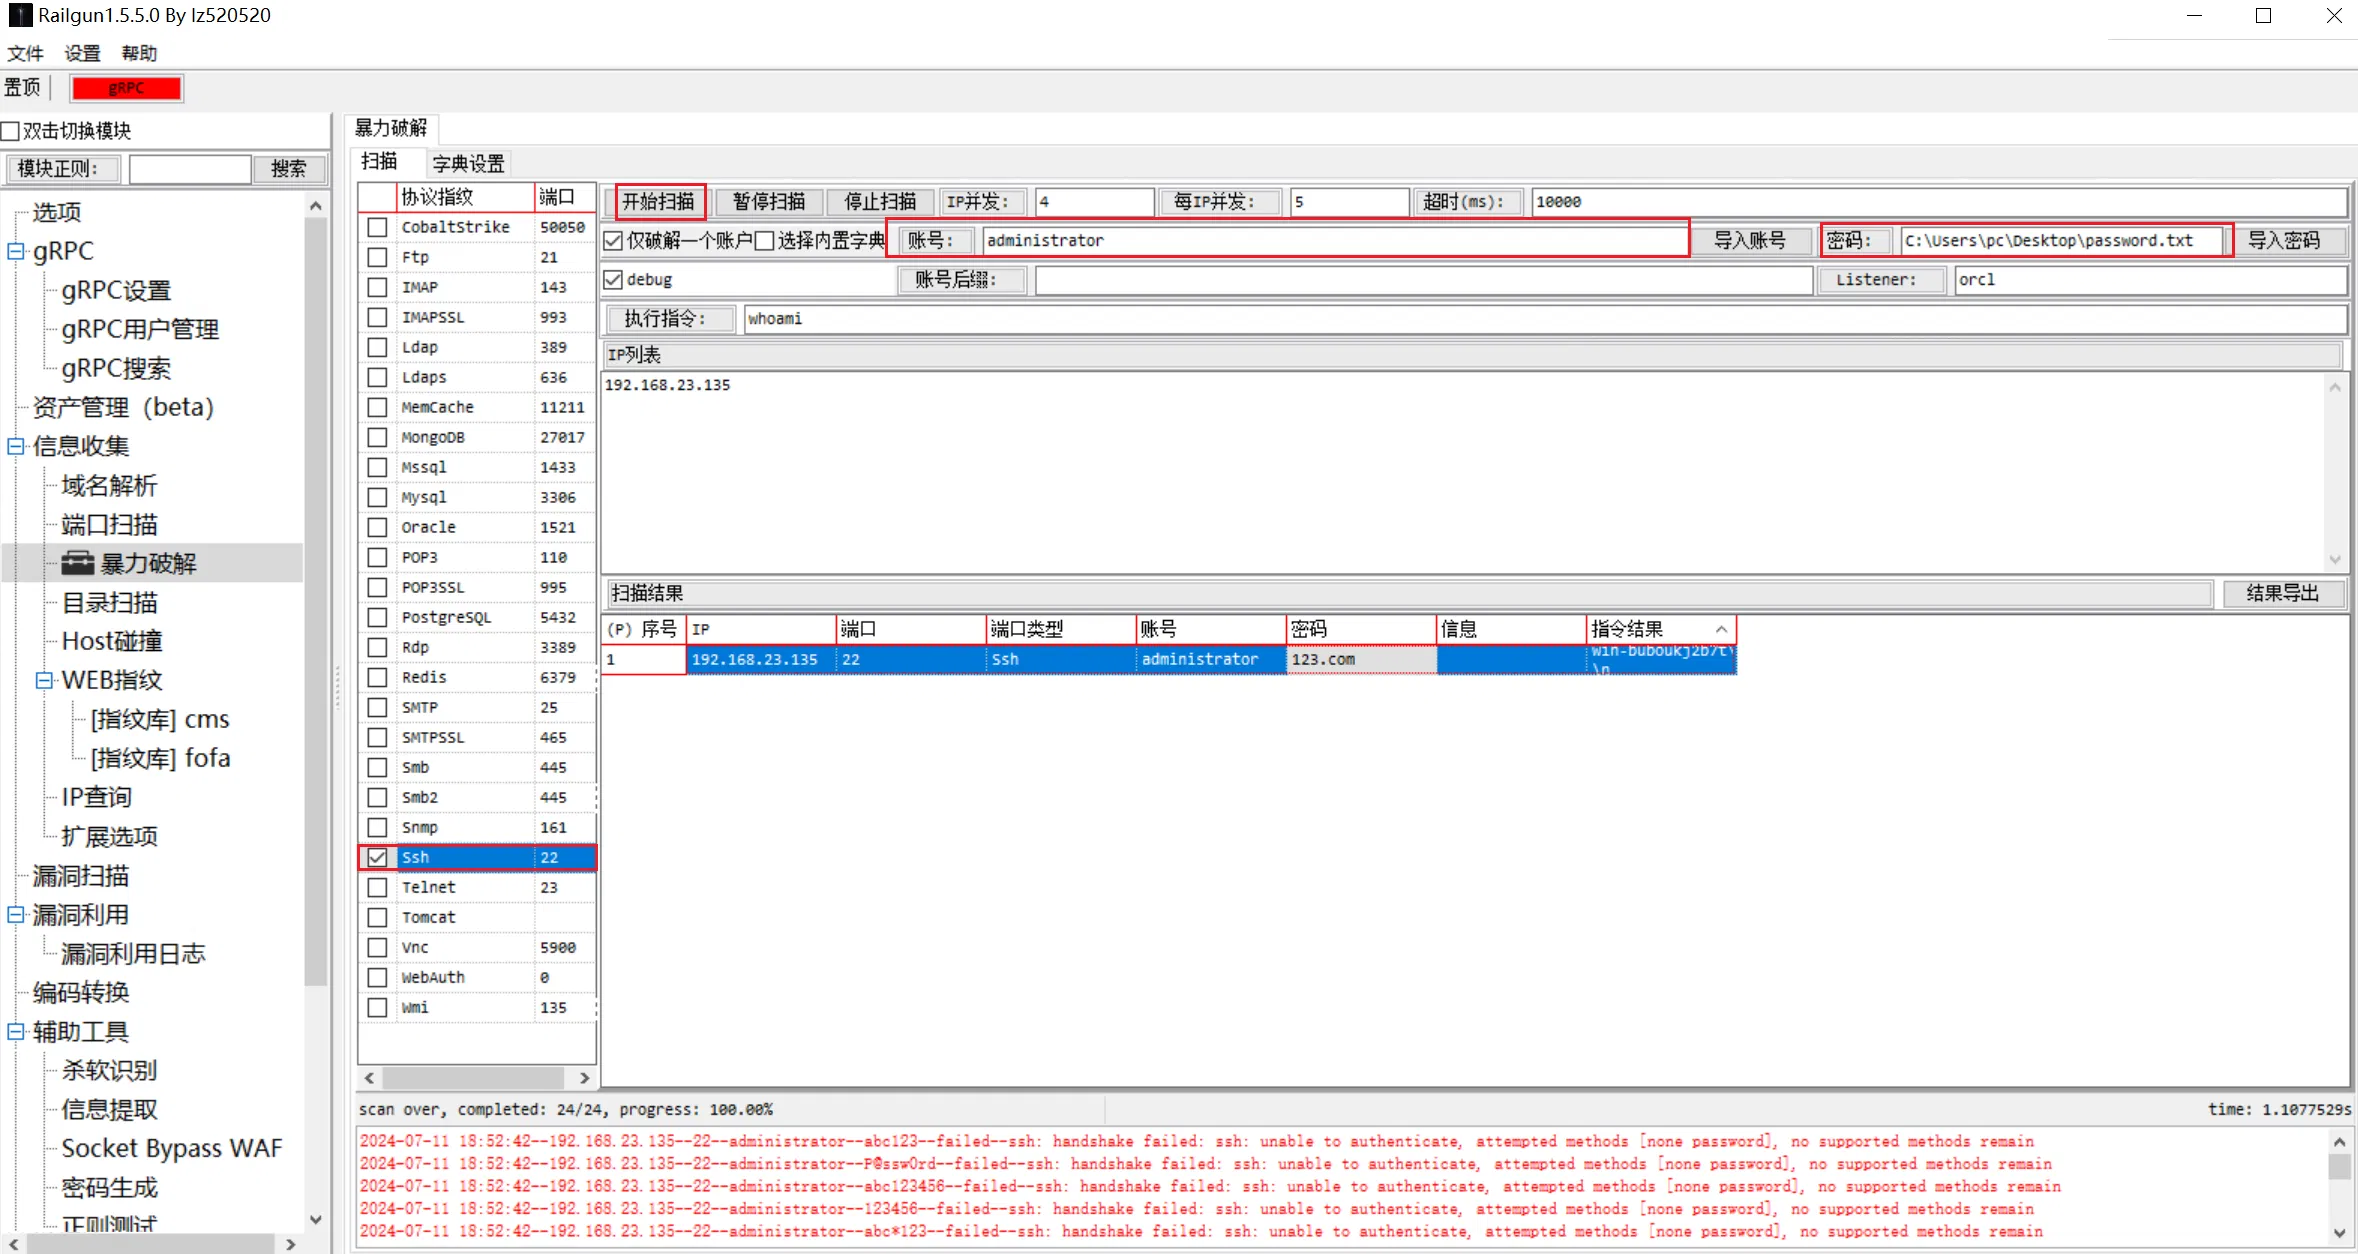 Railgun1.5.5.0 By lz520520
文件 设置 帮助
置顶 gRPC
双击切换模块
模块正则: 搜索
选项
gRPC
gRPC设置
gRPC用户管理
gRPC搜索
资产管理（beta）
信息收集
域名解析
端口扫描
暴力破解
目录扫描
Host碰撞
WEB指纹
[指纹库] cms
[指纹库] fofa
IP查询
扩展选项
漏洞扫描
漏洞利用
漏洞利用日志
编码转换
辅助工具
杀软识别
信息提取
Socket Bypass WAF
密码生成
正则测试
暴力破解
扫描 字典设置
协议指纹 端口
CobaltStrike 50050
Ftp 21
IMAP 143
IMAPSSL 993
Ldap 389
Ldaps 636
MemCache 11211
MongoDB 27017
Mssql 1433
Mysql 3306
Oracle 1521
POP3 110
POP3SSL 995
PostgreSQL 5432
Rdp 3389
Redis 6379
SMTP 25
SMTPSSL 465
Smb 445
Smb2 445
Snmp 161
Ssh 22
Telnet 23
Tomcat
Vnc 5900
WebAuth 0
Wmi 135
开始扫描 暂停扫描 停止扫描 IP并发: 4 每IP并发: 5 超时(ms): 10000
仅破解一个账户 选择内置字典 账号: administrator 导入账号 密码: C:\Users\pc\Desktop\password.txt 导入密码
debug 账号后缀: Listener: orcl
执行指令: whoami
IP列表
192.168.23.135
扫描结果 结果导出
(P) 序号 IP 端口 端口类型 账号 密码 信息 指令结果
1 192.168.23.135 22 Ssh administrator 123.com win-buboukj2b7t\
\n
scan over, completed: 24/24, progress: 100.00% time: 1.1077529s
2024-07-11 18:52:42--192.168.23.135--22--administrator--abc123--failed--ssh: handshake failed: ssh: unable to authenticate, attempted methods [none password], no supported methods remain
2024-07-11 18:52:42--192.168.23.135--22--administrator--P@ssw0rd--failed--ssh: handshake failed: ssh: unable to authenticate, attempted methods [none password], no supported methods remain
2024-07-11 18:52:42--192.168.23.135--22--administrator--abc123456--failed--ssh: handshake failed: ssh: unable to authenticate, attempted methods [none password], no supported methods remain
2024-07-11 18:52:42--192.168.23.135--22--administrator--123456--failed--ssh: handshake failed: ssh: unable to authenticate, attempted methods [none password], no supported methods remain
2024-07-11 18:52:42--192.168.23.135--22--administrator--abc*123--failed--ssh: handshake failed: ssh: unable to authenticate, attempted methods [none password], no supported methods remain